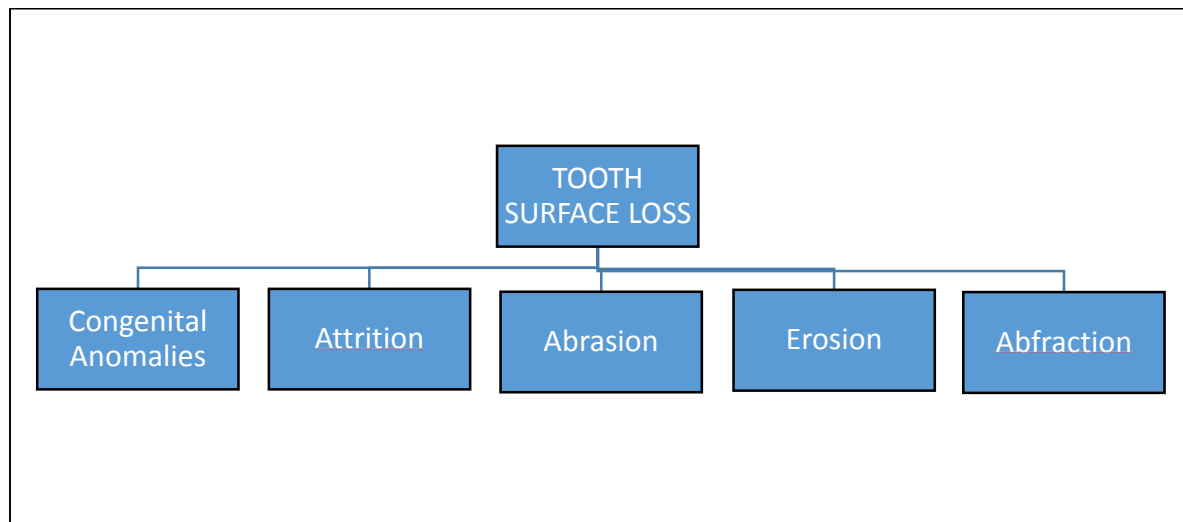 TOOTH
SURFACE LOSS
Congenital
Anomalies
Attrition
Abrasion
Erosion
Abfraction